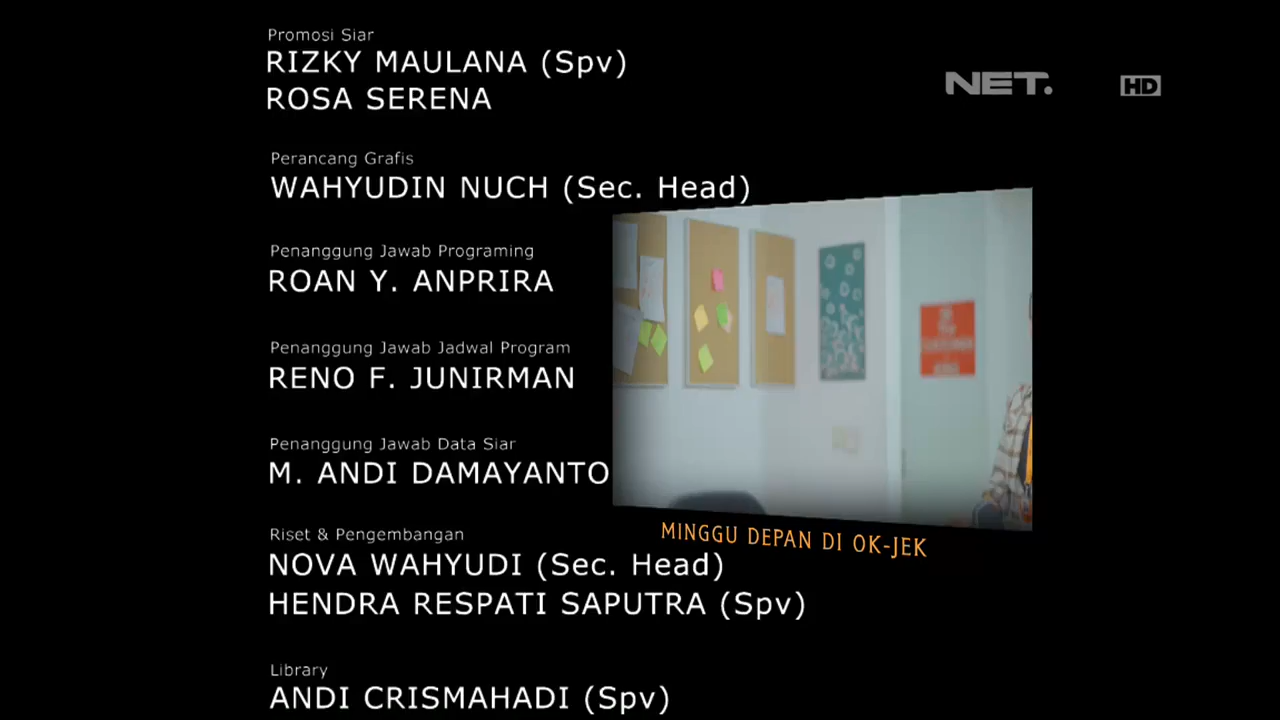 Promosi Siar
RIZKY MAULANA (Spv)
ROSA SERENA
NET.
HD
Perancang Grafis
WAHYUDIN NUCH (Sec. Head)
Penanggung Jawab Programing
ROAN Y. ANPRIRA
Penanggung Jawab Jadwal Program
RENO F. JUNIRMAN
Penanggung Jawab Data Siar
M. ANDI DAMAYANTO
MINGGU DEPAN DI OK-JEK
Riset & Pengembangan
NOVA WAHYUDI (Sec. Head)
HENDRA RESPATI SAPUTRA (Spv)
Library
ANDI CRISMAHADI (Spv)